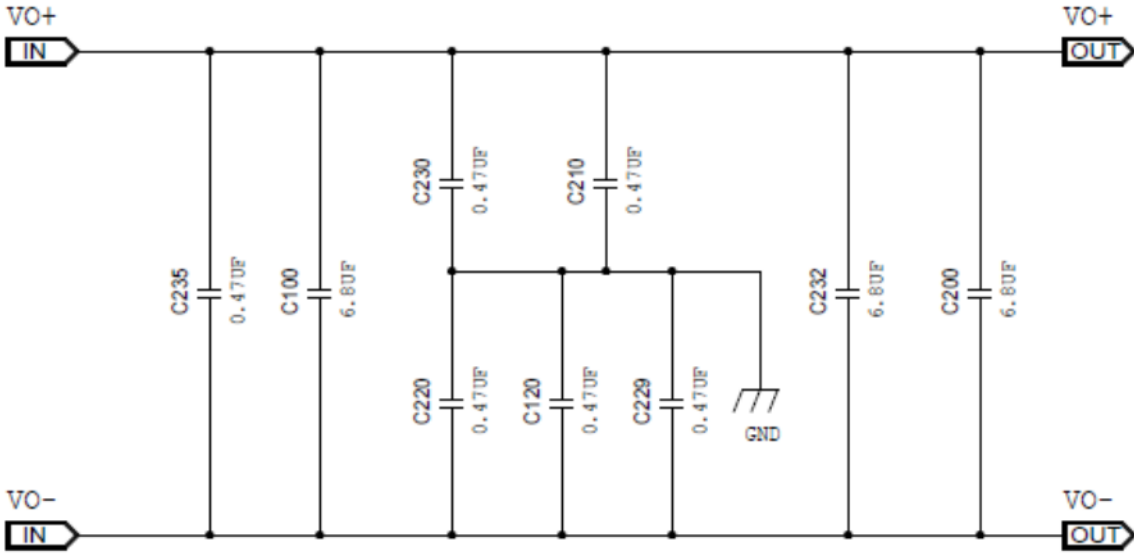 VO+
IN
VO+
OUT
C230
0.47UF
C210
0.47UF
C235
0.47UF
C100
6.8UF
C232
6.8UF
C200
6.8UF
C220
0.47UF
C120
0.47UF
C229
0.47UF
GND
VO-
IN
VO-
OUT